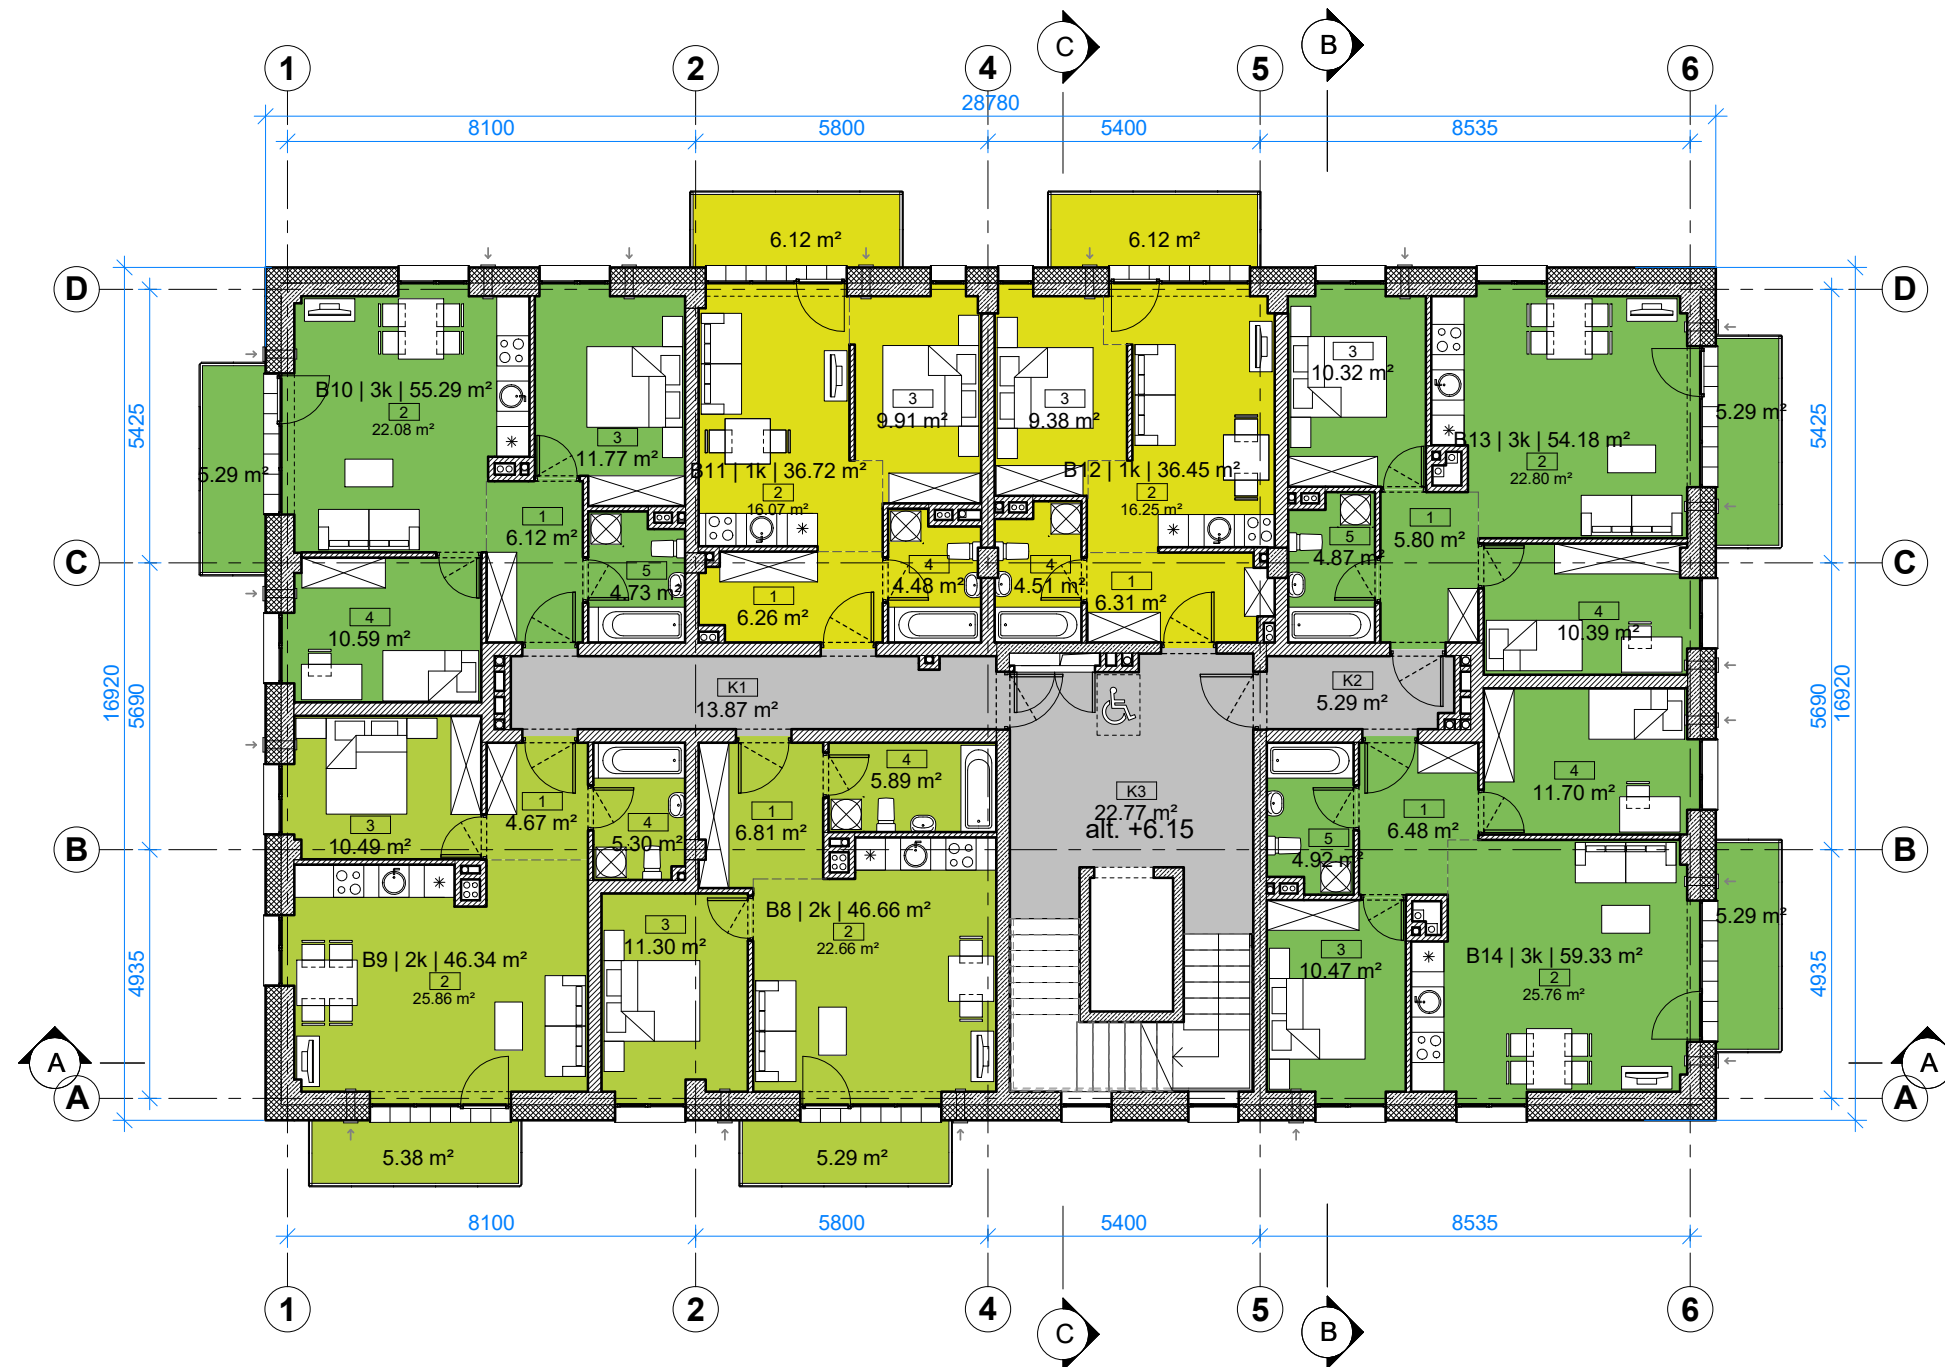 C
B
1
2
4
5
6
28780
8100
5800
5400
8535
6.12 m²
6.12 m²
D
D
B10 | 3k | 55.29 m²
2
22.08 m²
3
11.77 m²
5.29 m²
1
6.12 m²
5
4.73 m²
4
10.59 m²
B11 | 1k | 36.72 m²
2
16.07 m²
3
9.91 m²
1
6.26 m²
4
4.48 m²
3
9.38 m²
B12 | 1k | 36.45 m²
2
16.25 m²
4
4.51 m²
1
6.31 m²
3
10.32 m²
B13 | 3k | 54.18 m²
2
22.80 m²
5.29 m²
5
4.87 m²
1
5.80 m²
4
10.39 m²
5425
5425
C
C
16920
5690
5690
16920
K1
13.87 m²
K2
5.29 m²
K3
22.77 m²
alt. +6.15
3
10.49 m²
1
4.67 m²
4
5.30 m²
B9 | 2k | 46.34 m²
2
25.86 m²
1
6.81 m²
4
5.89 m²
3
11.30 m²
B8 | 2k | 46.66 m²
2
22.66 m²
4
11.70 m²
1
6.48 m²
5
4.92 m²
3
10.47 m²
B14 | 3k | 59.33 m²
2
25.76 m²
5.29 m²
B
B
4935
4935
A
A
A
A
5.38 m²
5.29 m²
8100
5800
5400
8535
1
2
4
5
6
C
B